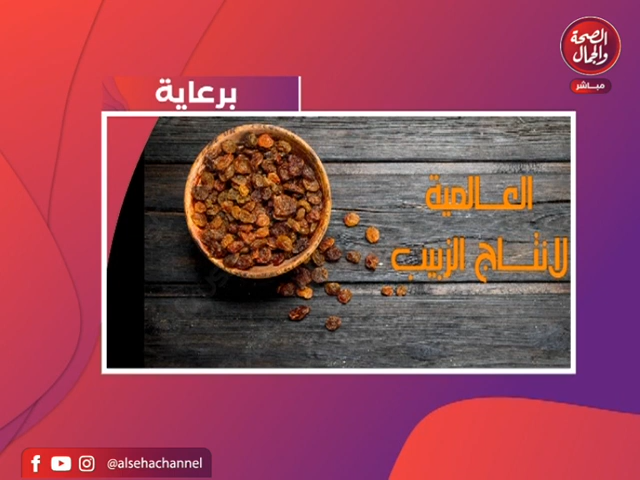 الصحة
والجمال
مباشر
برعاية
العالمية
لانتاج الزبيب
@alsehachannel